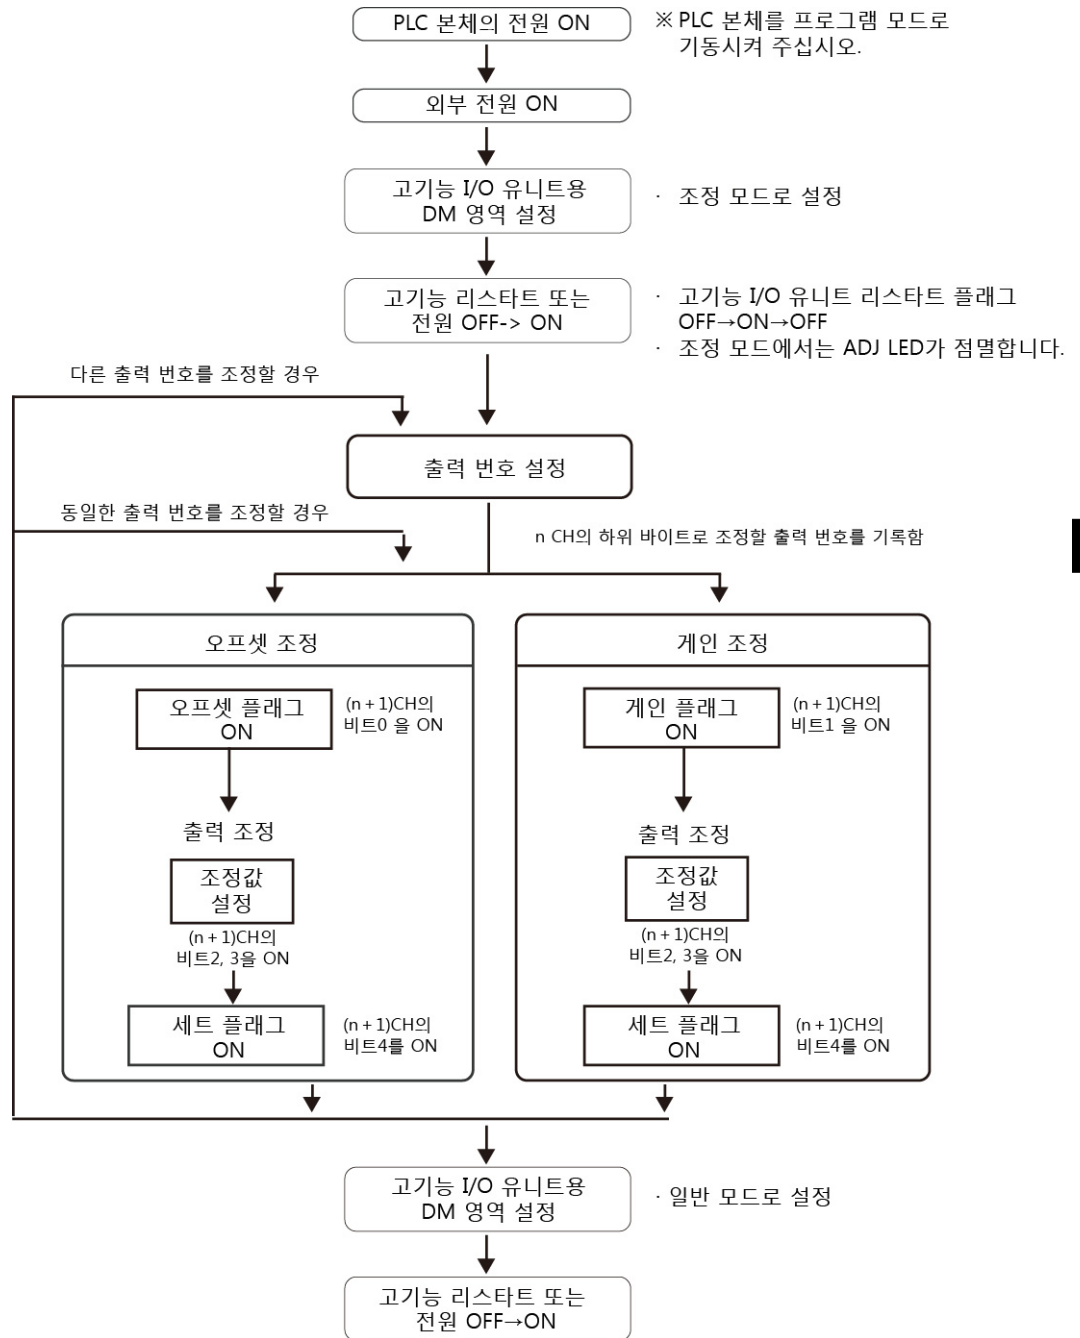 PLC 본체의 전원 ON
※ PLC 본체를 프로그램 모드로
기동시켜 주십시오.
외부 전원 ON
고기능 I/O 유니트용
DM 영역 설정
· 조정 모드로 설정
고기능 리스타트 또는
전원 OFF-> ON
· 고기능 I/O 유니트 리스타트 플래그
OFF→ON→OFF
· 조정 모드에서는 ADJ LED가 점멸합니다.
다른 출력 번호를 조정할 경우
출력 번호 설정
동일한 출력 번호를 조정할 경우
n CH의 하위 바이트로 조정할 출력 번호를 기록함
오프셋 조정
오프셋 플래그
ON
(n + 1)CH의
비트0 을 ON
출력 조정
조정값
설정
(n + 1)CH의
비트2, 3을 ON
세트 플래그
ON
(n + 1)CH의
비트4를 ON
게인 조정
게인 플래그
ON
(n + 1)CH의
비트1 을 ON
출력 조정
조정값
설정
(n + 1)CH의
비트2, 3을 ON
세트 플래그
ON
(n + 1)CH의
비트4를 ON
고기능 I/O 유니트용
DM 영역 설정
· 일반 모드로 설정
고기능 리스타트 또는
전원 OFF→ON